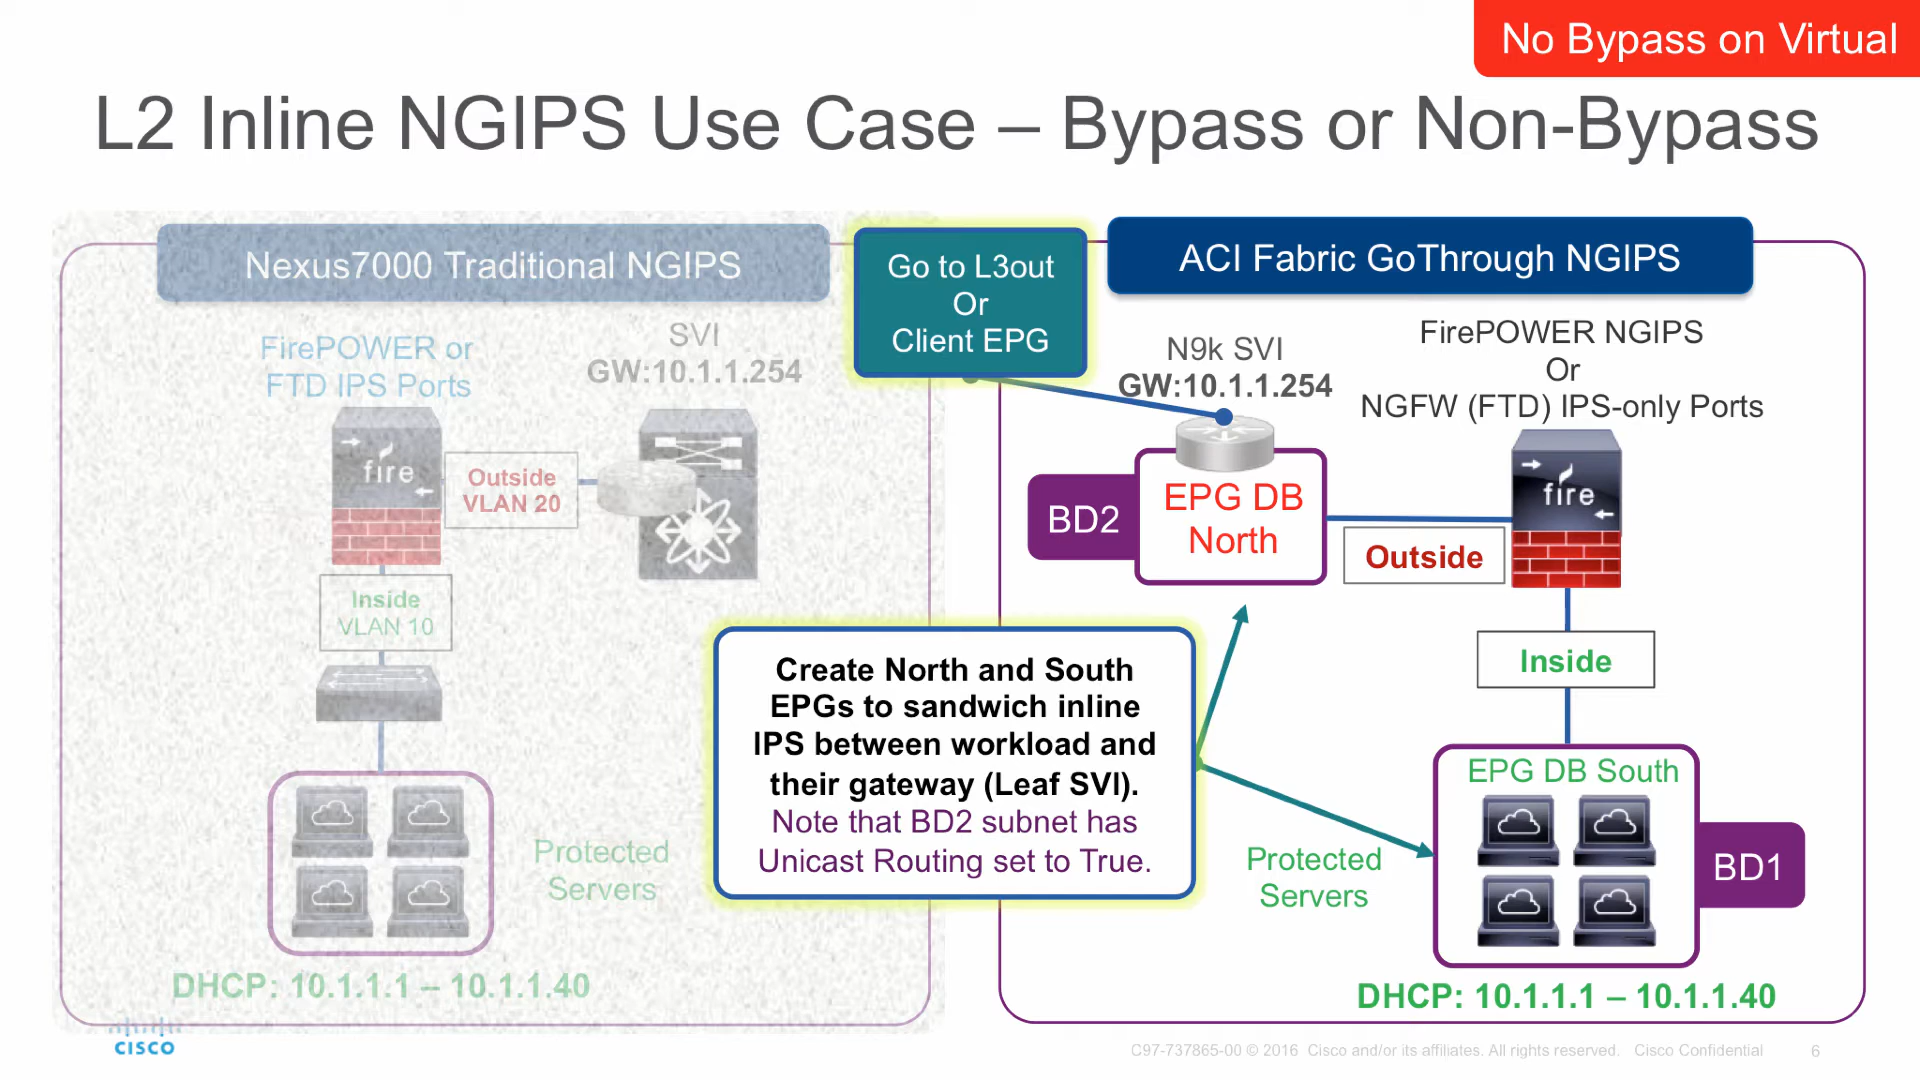 No Bypass on Virtual
L2 Inline NGIPS Use Case – Bypass or Non-Bypass
Nexus7000 Traditional NGIPS
FirePOWER or
FTD IPS Ports
SVI
GW:10.1.1.254
fire
Outside
VLAN 20
Inside
VLAN 10
Protected
Servers
DHCP: 10.1.1.1 – 10.1.1.40
Go to L3out
Or
Client EPG
ACI Fabric GoThrough NGIPS
N9k SVI
GW:10.1.1.254
FirePOWER NGIPS
Or
NGFW (FTD) IPS-only Ports
BD2
EPG DB
North
Outside
fire
Inside
Create North and South
EPGs to sandwich inline
IPS between workload and
their gateway (Leaf SVI).
Note that BD2 subnet has
Unicast Routing set to True.
EPG DB South
Protected
Servers
BD1
DHCP: 10.1.1.1 – 10.1.1.40
CISCO
C97-737865-00 © 2016 Cisco and/or its affiliates. All rights reserved. Cisco Confidential 6